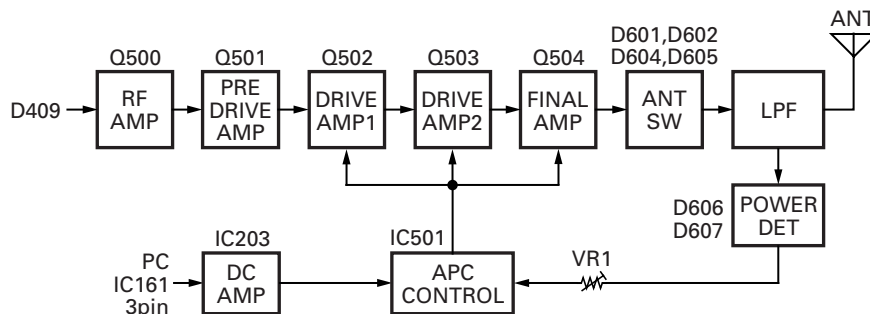 D601,D602
D604,D605
ANT
Q500
Q501
Q502
Q503
Q504
D409
RF
AMP
PRE
DRIVE
AMP
DRIVE
AMP1
DRIVE
AMP2
FINAL
AMP
ANT
SW
LPF
D606
D607
POWER
DET
IC203
IC501
VR1
PC
IC161
3pin
DC
AMP
APC
CONTROL